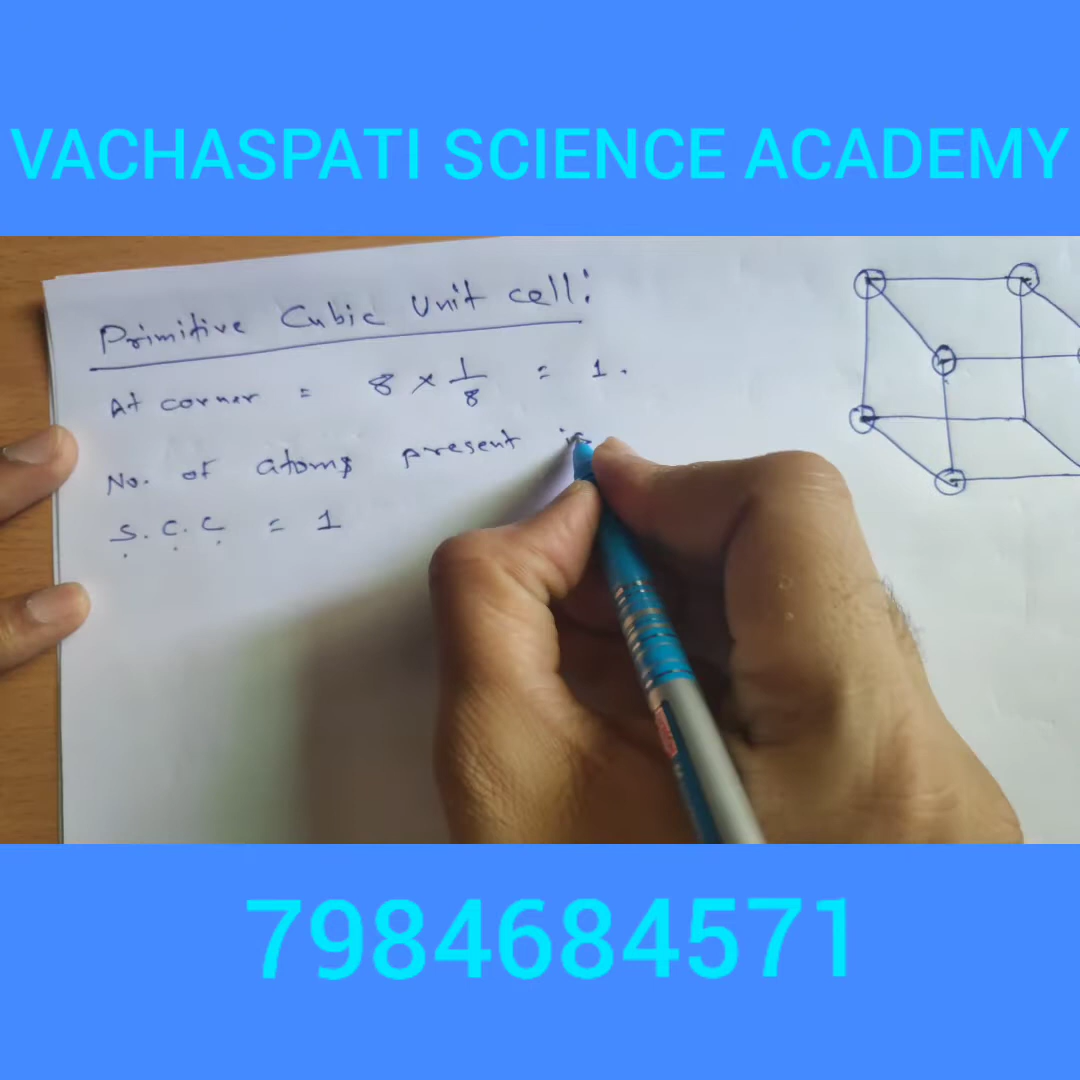 VACHASPATI SCIENCE ACADEMY
Primitive Cubic Unit cell:
At corner = 8 × 1/8 = 1.
No. of atoms present
S.C.C = 1
7984684571